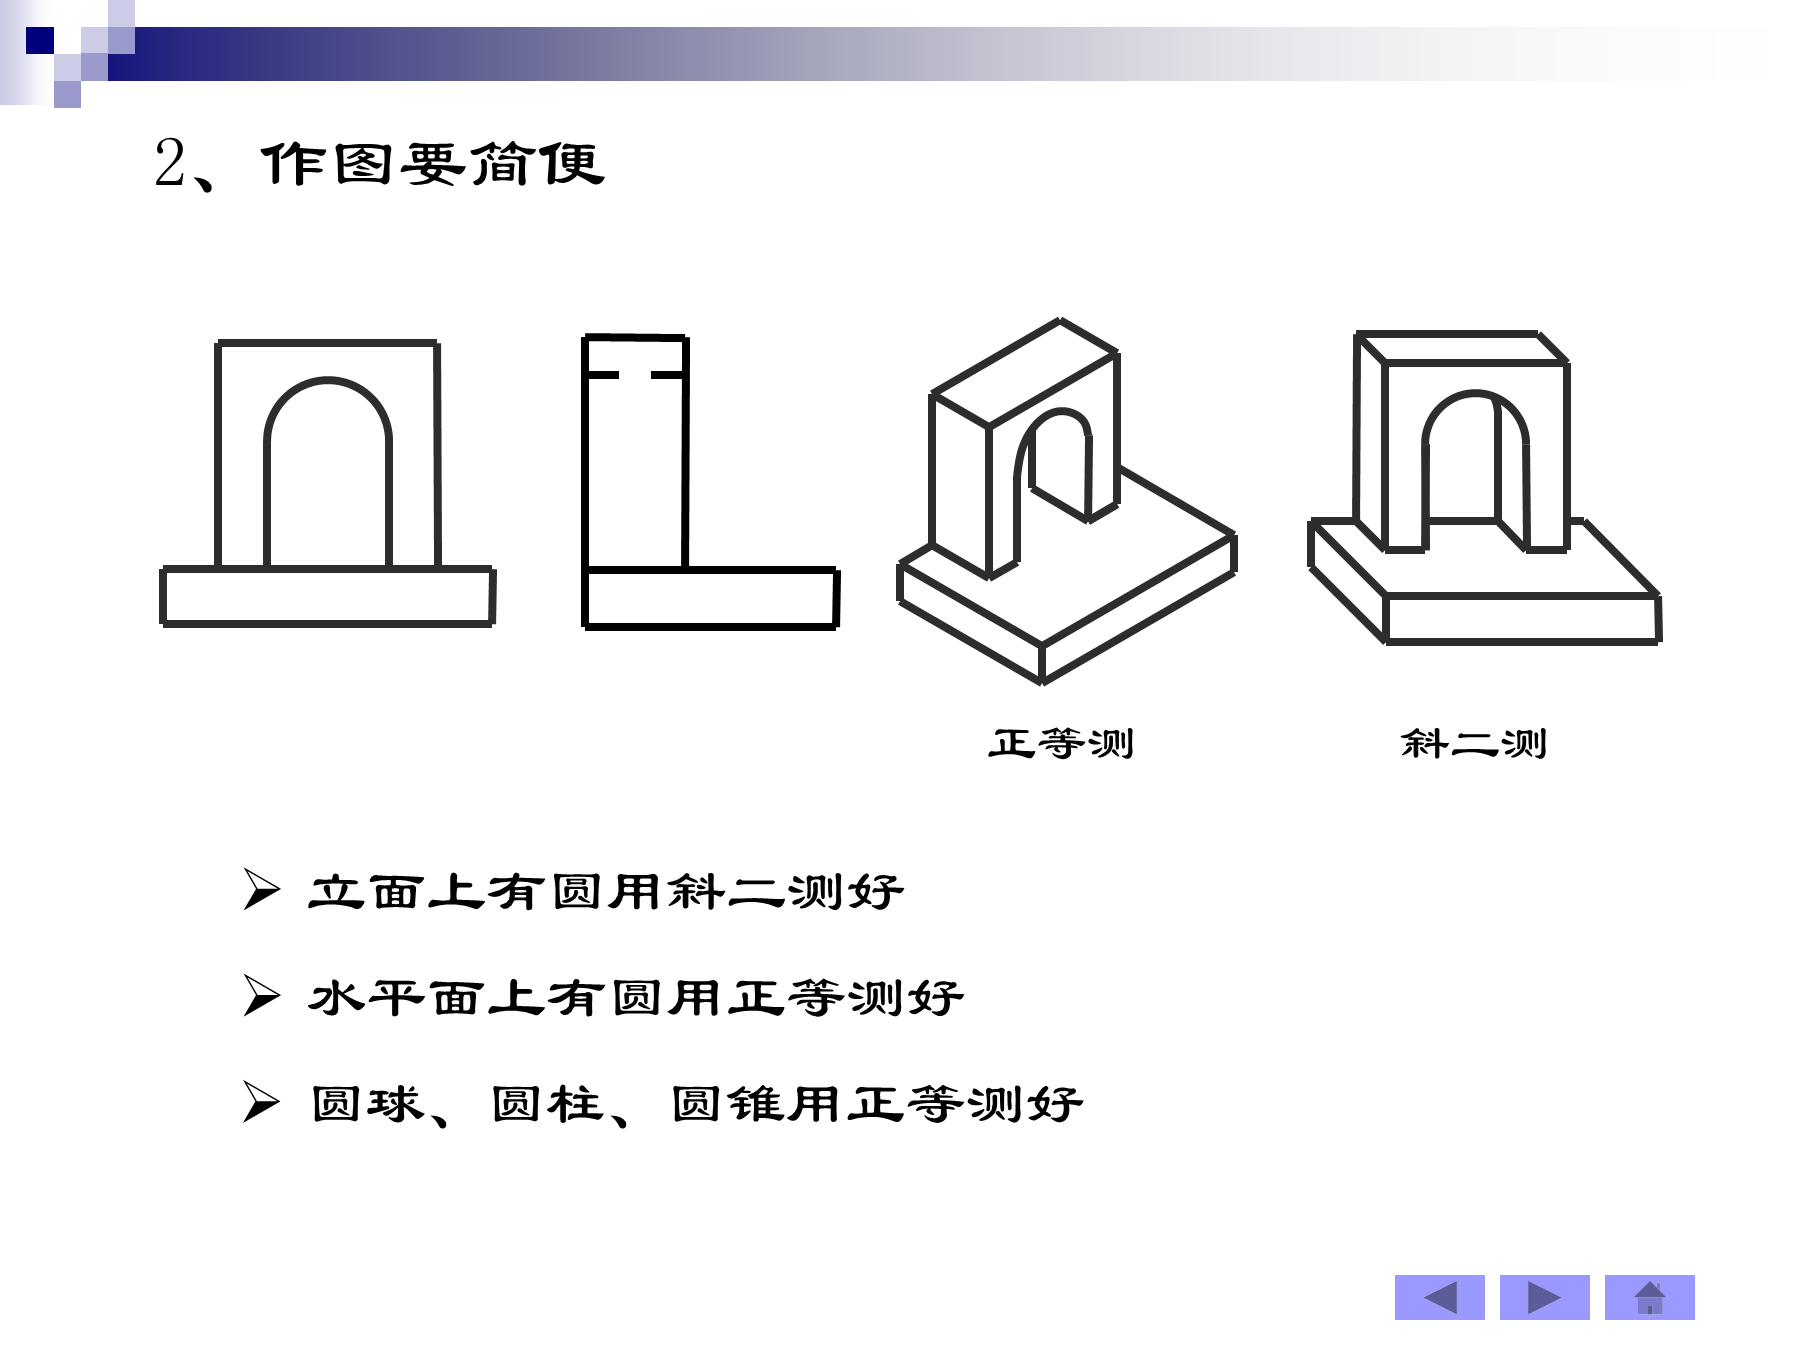 2、作图要简便
正等测
斜二测
立面上有圆用斜二测好
水平面上有圆用正等测好
圆球、圆柱、圆锥用正等测好